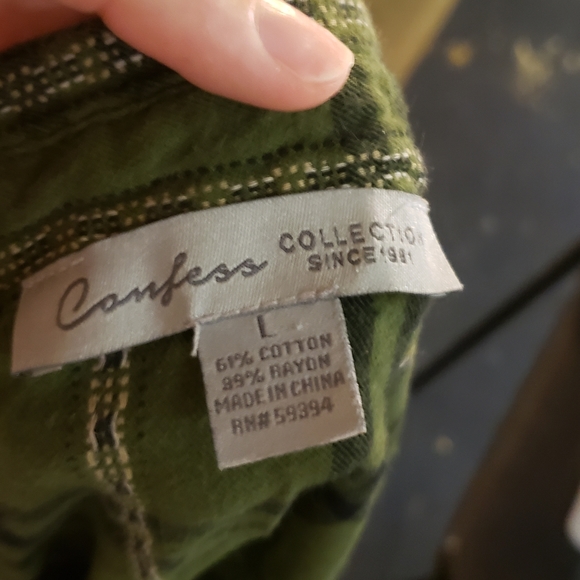 Confess COLLECTION
SINCE 1991
L
61% COTTON
39% RAYON
MADE IN CHINA
RN# 59394